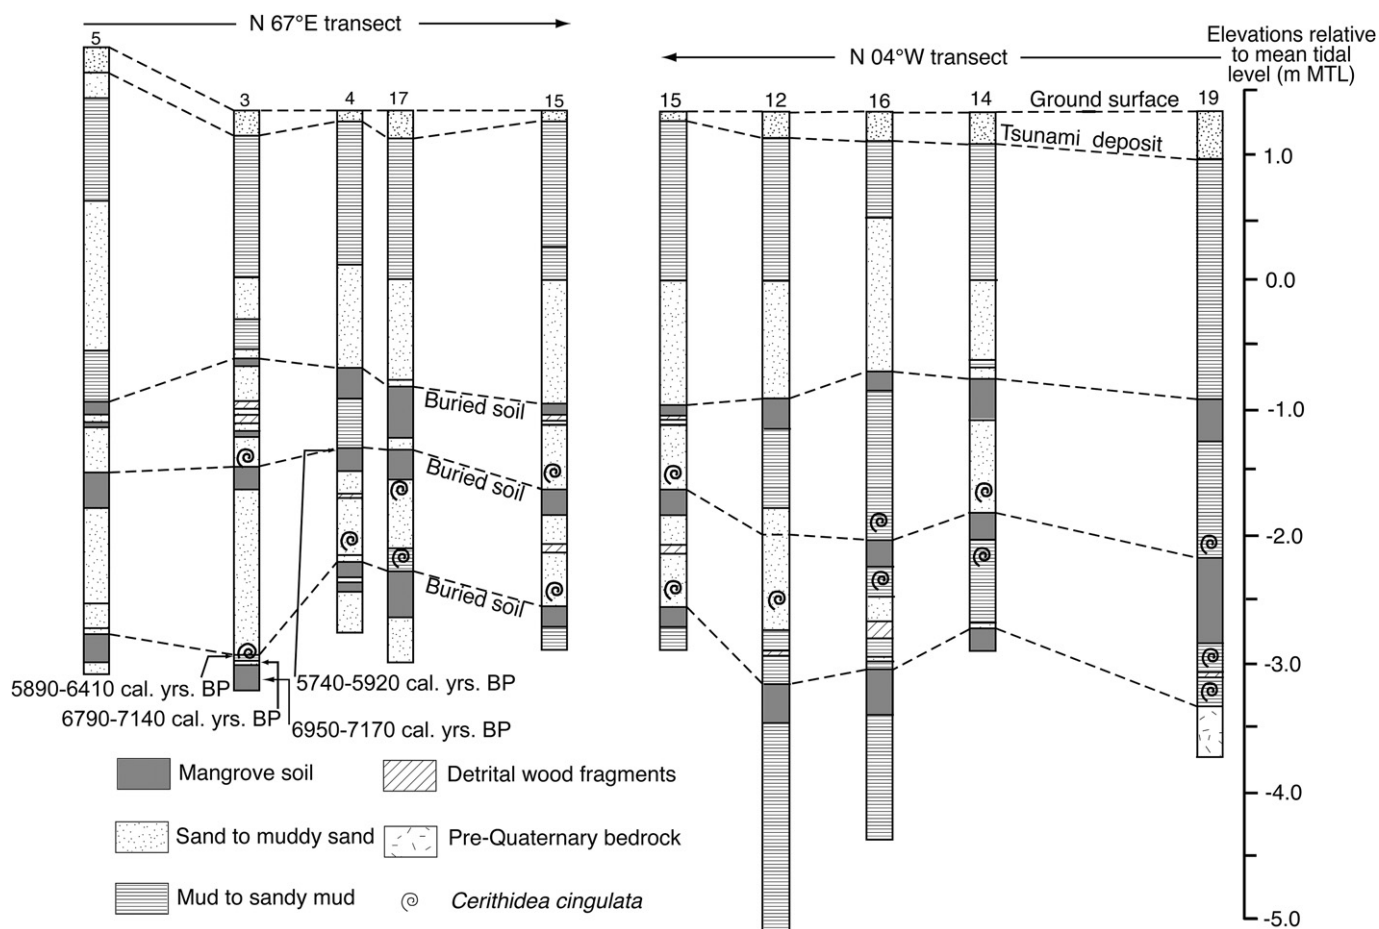 N 67°E transect
N 04°W transect
Elevations relative
to mean tidal
level (m MTL)
5
3
4
17
15
15
12
16
14
19
Ground surface
Tsunami deposit
1.0
0.0
-1.0
-2.0
-3.0
-4.0
-5.0
Buried soil
Buried soil
Buried soil
5890-6410 cal. yrs. BP
6790-7140 cal. yrs. BP
5740-5920 cal. yrs. BP
6950-7170 cal. yrs. BP
Mangrove soil
Detrital wood fragments
Sand to muddy sand
Pre-Quaternary bedrock
Mud to sandy mud
Cerithidea cingulata